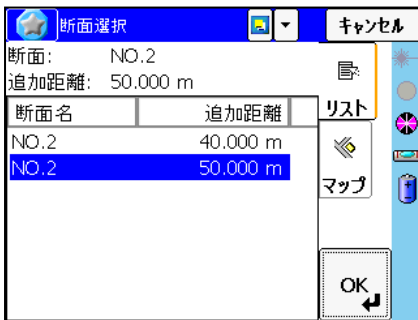 断面選択
キャンセル
断面: NO.2
追加距離: 50.000 m
リスト
断面名 追加距離
NO.2 40.000 m
NO.2 50.000 m
マップ
OK